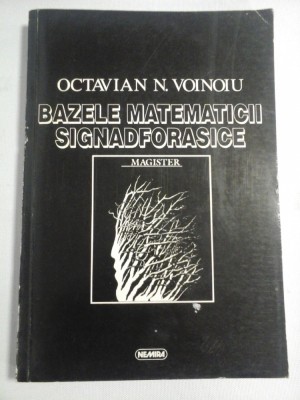 OCTAVIAN N. VOINOIU
BAZELE MATEMATICII
SIGNADFORASICE
MAGISTER
NEMIRA